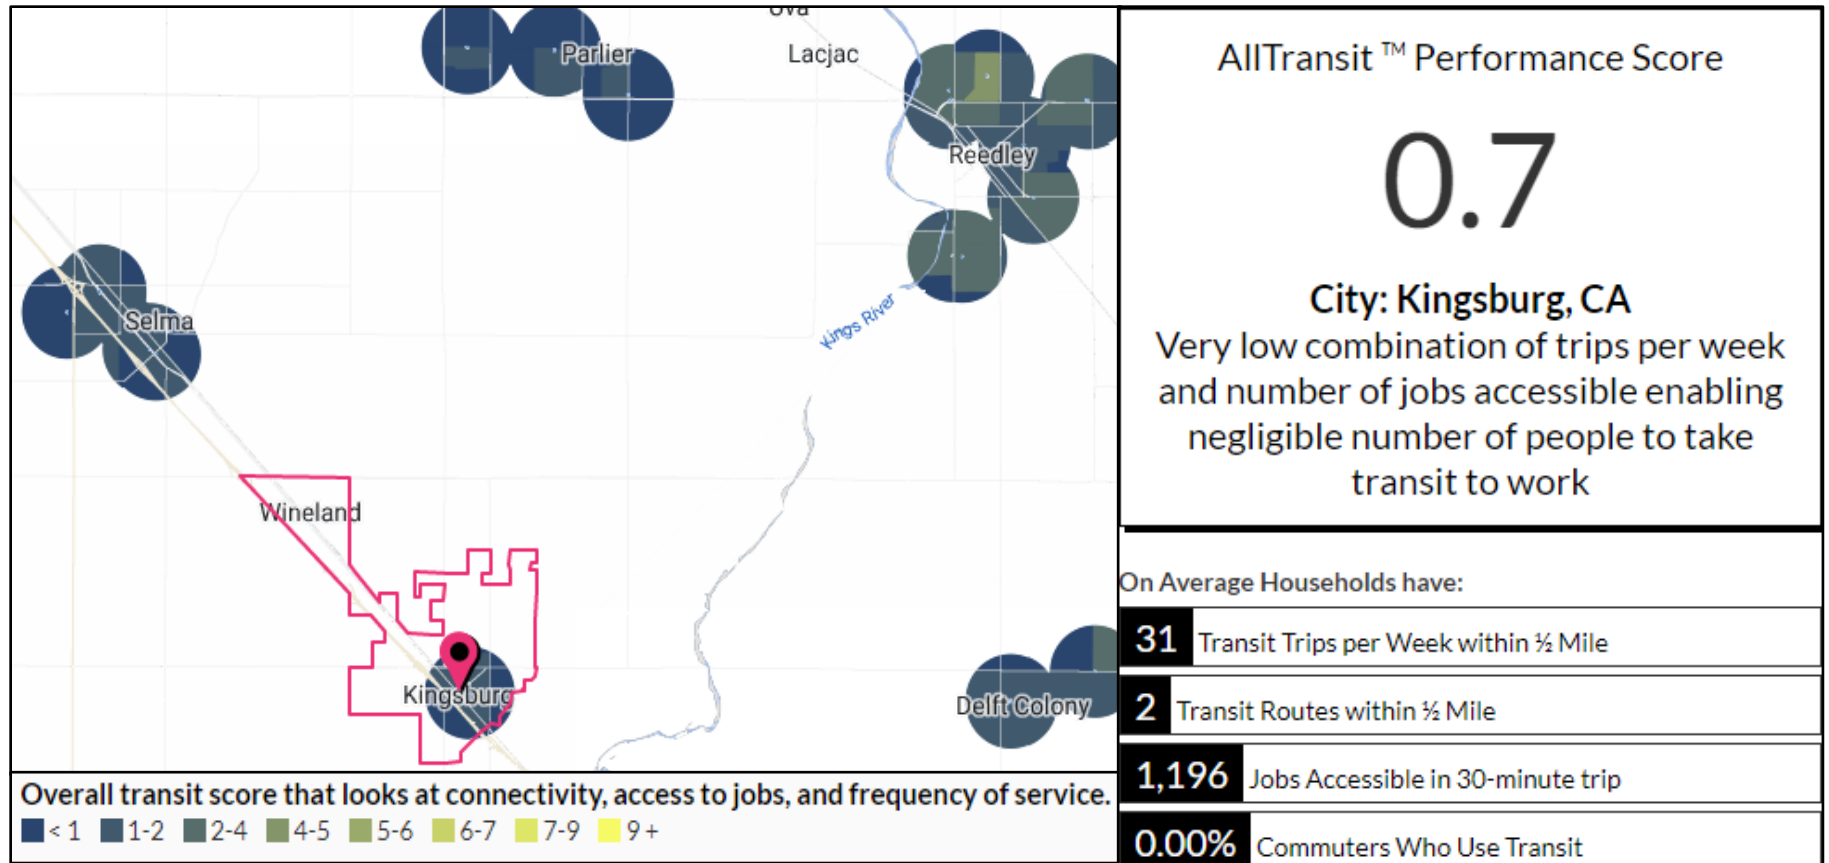 Uva
Parlier
Lacjac
Reedley
Selma
Kings River
Wineland
Kingsburg
Delft Colony
Overall transit score that looks at connectivity, access to jobs, and frequency of service.
< 1 1-2 2-4 4-5 5-6 6-7 7-9 9 +
AllTransit ™ Performance Score
0.7
City: Kingsburg, CA
Very low combination of trips per week
and number of jobs accessible enabling
negligible number of people to take
transit to work
On Average Households have:
31 Transit Trips per Week within ½ Mile
2 Transit Routes within ½ Mile
1,196 Jobs Accessible in 30-minute trip
0.00% Commuters Who Use Transit